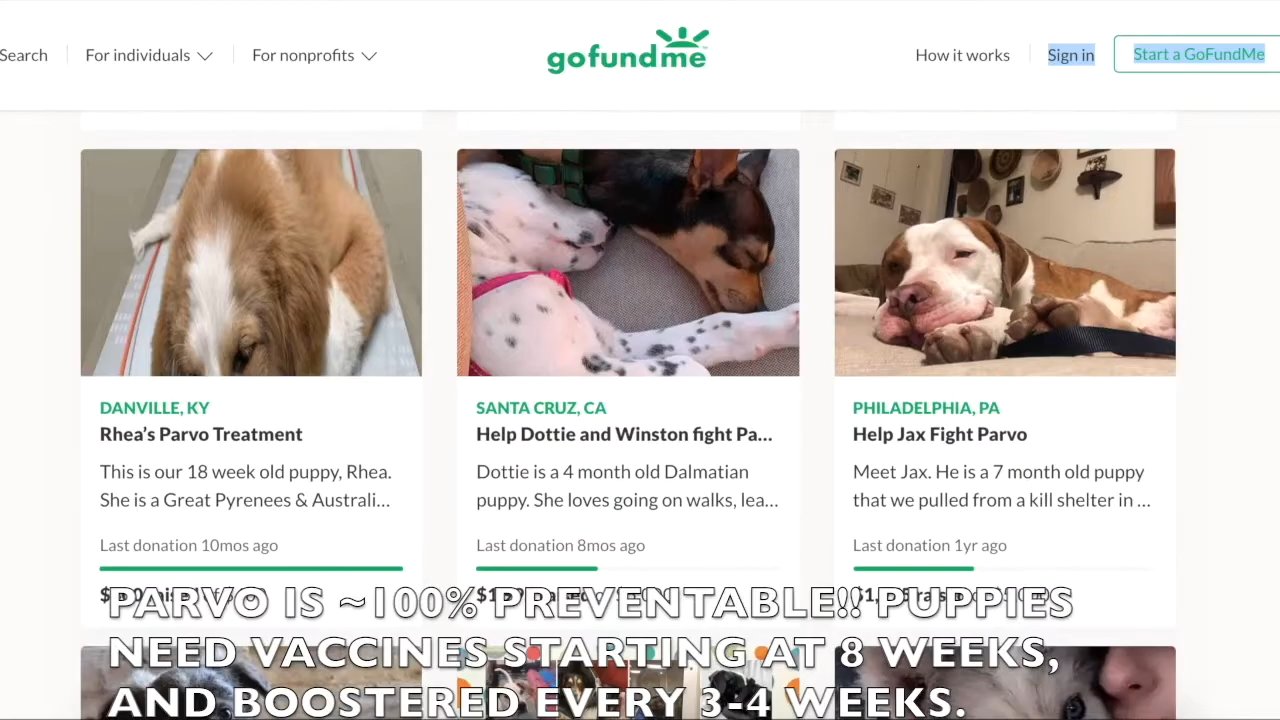 Search
For individuals
For nonprofits
gofundme
How it works
Sign in
Start a GoFundMe
DANVILLE, KY
Rhea’s Parvo Treatment
This is our 18 week old puppy, Rhea.
She is a Great Pyrenees & Australi...
Last donation 10mos ago
SANTA CRUZ, CA
Help Dottie and Winston fight Pa...
Dottie is a 4 month old Dalmatian
puppy. She loves going on walks, lea...
Last donation 8mos ago
PHILADELPHIA, PA
Help Jax Fight Parvo
Meet Jax. He is a 7 month old puppy
that we pulled from a kill shelter in ...
Last donation 1yr ago
PARVO IS ~100% PREVENTABLE!! PUPPIES
NEED VACCINES STARTING AT 8 WEEKS,
AND BOOSTERED EVERY 3-4 WEEKS.